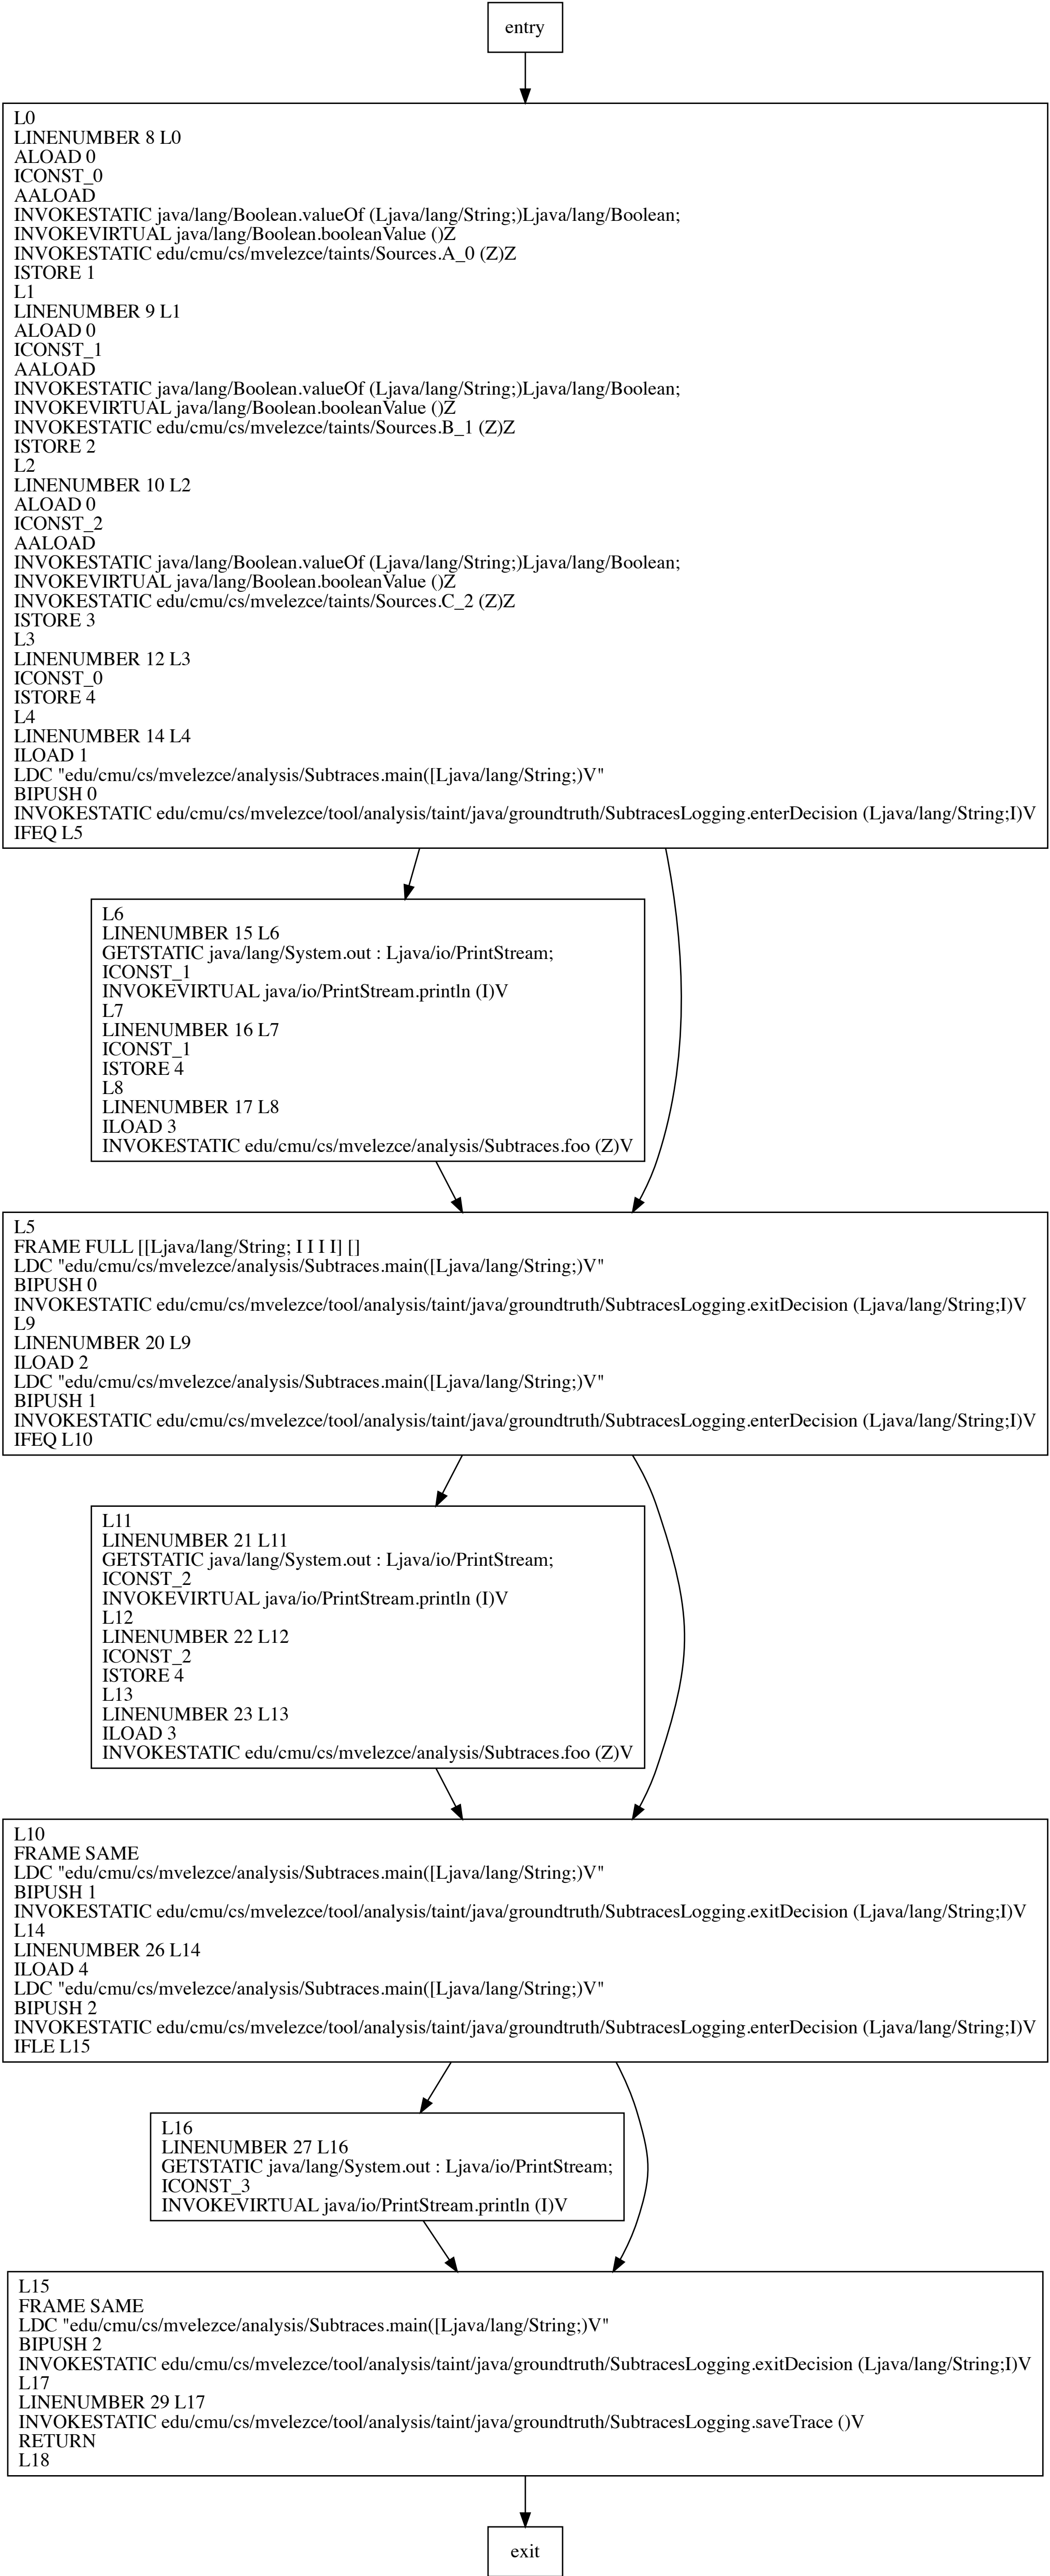 entry
L0
LINENUMBER 8 L0
ALOAD 0
ICONST_0
AALOAD
INVOKESTATIC java/lang/Boolean.valueOf (Ljava/lang/String;)Ljava/lang/Boolean;
INVOKEVIRTUAL java/lang/Boolean.booleanValue ()Z
INVOKESTATIC edu/cmu/cs/mvelezce/taints/Sources.A_0 (Z)Z
ISTORE 1
L1
LINENUMBER 9 L1
ALOAD 0
ICONST_1
AALOAD
INVOKESTATIC java/lang/Boolean.valueOf (Ljava/lang/String;)Ljava/lang/Boolean;
INVOKEVIRTUAL java/lang/Boolean.booleanValue ()Z
INVOKESTATIC edu/cmu/cs/mvelezce/taints/Sources.B_1 (Z)Z
ISTORE 2
L2
LINENUMBER 10 L2
ALOAD 0
ICONST_2
AALOAD
INVOKESTATIC java/lang/Boolean.valueOf (Ljava/lang/String;)Ljava/lang/Boolean;
INVOKEVIRTUAL java/lang/Boolean.booleanValue ()Z
INVOKESTATIC edu/cmu/cs/mvelezce/taints/Sources.C_2 (Z)Z
ISTORE 3
L3
LINENUMBER 12 L3
ICONST_0
ISTORE 4
L4
LINENUMBER 14 L4
ILOAD 1
LDC "edu/cmu/cs/mvelezce/analysis/Subtraces.main([Ljava/lang/String;)V"
BIPUSH 0
INVOKESTATIC edu/cmu/cs/mvelezce/tool/analysis/taint/java/groundtruth/SubtracesLogging.enterDecision (Ljava/lang/String;I)V
IFEQ L5
L6
LINENUMBER 15 L6
GETSTATIC java/lang/System.out : Ljava/io/PrintStream;
ICONST_1
INVOKEVIRTUAL java/io/PrintStream.println (I)V
L7
LINENUMBER 16 L7
ICONST_1
ISTORE 4
L8
LINENUMBER 17 L8
ILOAD 3
INVOKESTATIC edu/cmu/cs/mvelezce/analysis/Subtraces.foo (Z)V
L5
FRAME FULL [[Ljava/lang/String; I I I I] []
LDC "edu/cmu/cs/mvelezce/analysis/Subtraces.main([Ljava/lang/String;)V"
BIPUSH 0
INVOKESTATIC edu/cmu/cs/mvelezce/tool/analysis/taint/java/groundtruth/SubtracesLogging.exitDecision (Ljava/lang/String;I)V
L9
LINENUMBER 20 L9
ILOAD 2
LDC "edu/cmu/cs/mvelezce/analysis/Subtraces.main([Ljava/lang/String;)V"
BIPUSH 1
INVOKESTATIC edu/cmu/cs/mvelezce/tool/analysis/taint/java/groundtruth/SubtracesLogging.enterDecision (Ljava/lang/String;I)V
IFEQ L10
L11
LINENUMBER 21 L11
GETSTATIC java/lang/System.out : Ljava/io/PrintStream;
ICONST_2
INVOKEVIRTUAL java/io/PrintStream.println (I)V
L12
LINENUMBER 22 L12
ICONST_2
ISTORE 4
L13
LINENUMBER 23 L13
ILOAD 3
INVOKESTATIC edu/cmu/cs/mvelezce/analysis/Subtraces.foo (Z)V
L10
FRAME SAME
LDC "edu/cmu/cs/mvelezce/analysis/Subtraces.main([Ljava/lang/String;)V"
BIPUSH 1
INVOKESTATIC edu/cmu/cs/mvelezce/tool/analysis/taint/java/groundtruth/SubtracesLogging.exitDecision (Ljava/lang/String;I)V
L14
LINENUMBER 26 L14
ILOAD 4
LDC "edu/cmu/cs/mvelezce/analysis/Subtraces.main([Ljava/lang/String;)V"
BIPUSH 2
INVOKESTATIC edu/cmu/cs/mvelezce/tool/analysis/taint/java/groundtruth/SubtracesLogging.enterDecision (Ljava/lang/String;I)V
IFLE L15
L16
LINENUMBER 27 L16
GETSTATIC java/lang/System.out : Ljava/io/PrintStream;
ICONST_3
INVOKEVIRTUAL java/io/PrintStream.println (I)V
L15
FRAME SAME
LDC "edu/cmu/cs/mvelezce/analysis/Subtraces.main([Ljava/lang/String;)V"
BIPUSH 2
INVOKESTATIC edu/cmu/cs/mvelezce/tool/analysis/taint/java/groundtruth/SubtracesLogging.exitDecision (Ljava/lang/String;I)V
L17
LINENUMBER 29 L17
INVOKESTATIC edu/cmu/cs/mvelezce/tool/analysis/taint/java/groundtruth/SubtracesLogging.saveTrace ()V
RETURN
L18
exit